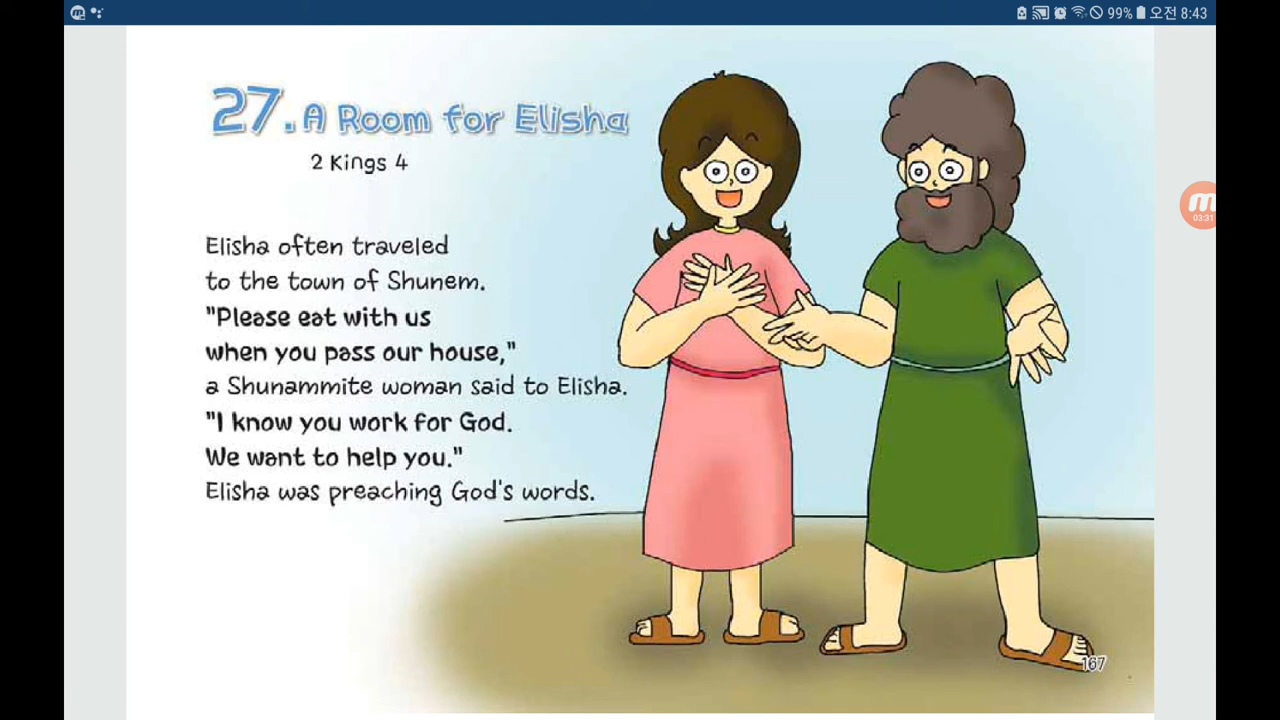 99% 오전 8:43
27. A Room for Elisha
2 Kings 4
Elisha often traveled
to the town of Shunem.
"Please eat with us
when you pass our house,"
a Shunammite woman said to Elisha.
"I know you work for God.
We want to help you."
Elisha was preaching God's words.
03:31
167